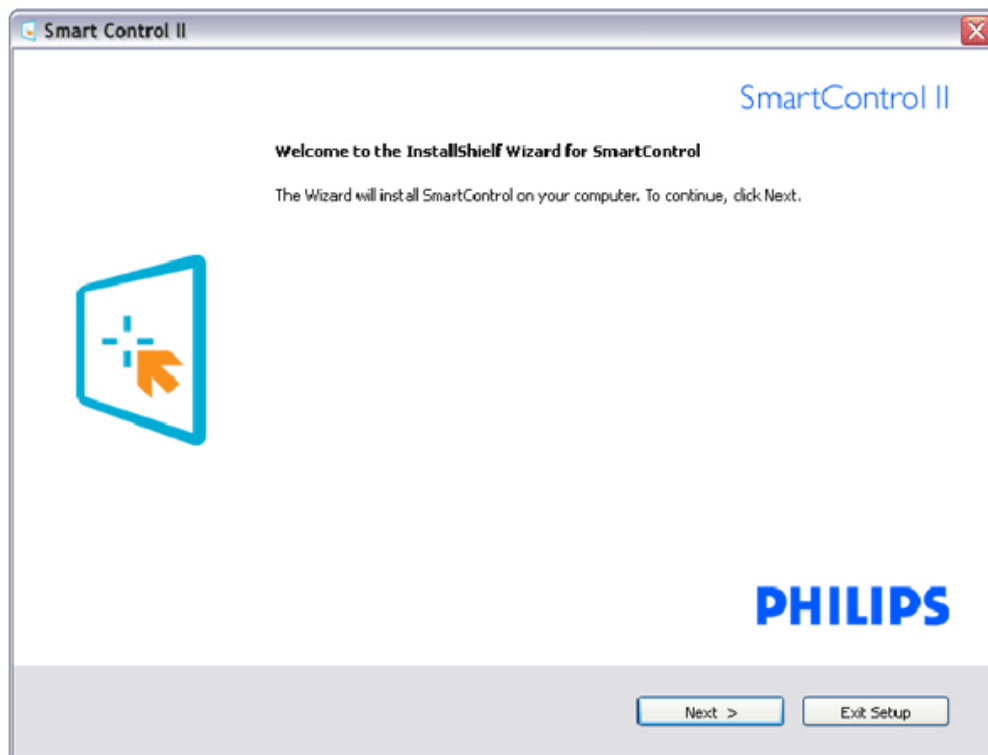 Smart Control II
SmartControl II
Welcome to the InstallShielf Wizard for SmartControl
The Wizard will install SmartControl on your computer. To continue, click Next.
PHILIPS
Next >
Exit Setup